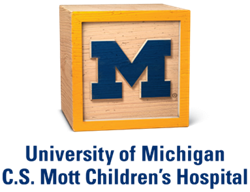 M
University of Michigan
C.S. Mott Children's Hospital